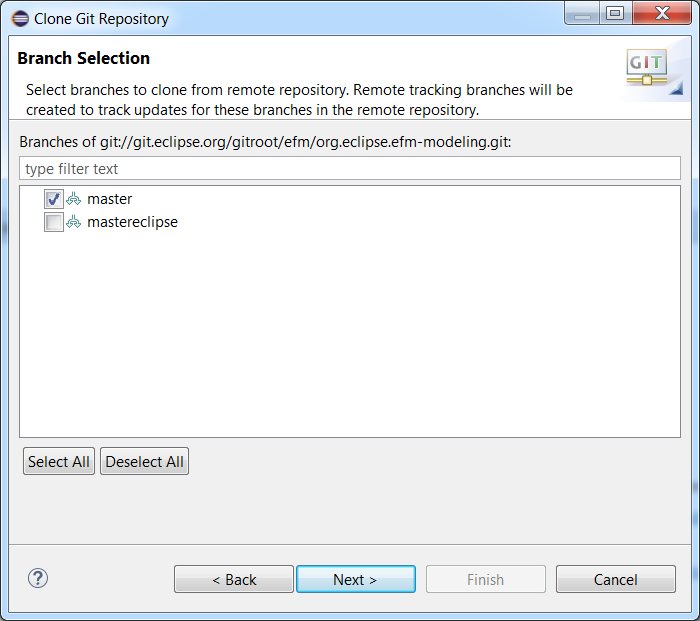 Clone Git Repository
Branch Selection
GIT
Select branches to clone from remote repository. Remote tracking branches will be
created to track updates for these branches in the remote repository.
Branches of git://git.eclipse.org/gitroot/efm/org.eclipse.efm-modeling.git:
type filter text
master
mastereclipse
Select All Deselect All
? < Back Next > Finish Cancel